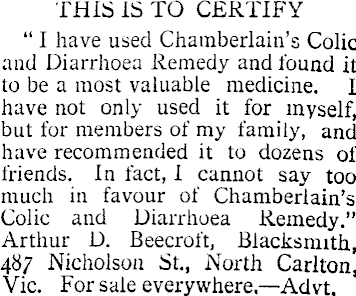 THIS IS TO CERTIFY
“ I have used Chamberlain's Colic
and Diarrhoea Remedy and found it
to be a most valuable medicine. I
have not only used it for myself,
but for members of my family, and
have recommended it to dozens of
friends. In fact, I cannot say too
much in favour of Chamberlain's
Colic and Diarrhoea Remedy.”
Arthur D. Beecroft, Blacksmith,
487 Nicholson St., North Carlton,
Vic. For sale everywhere.—Advt.